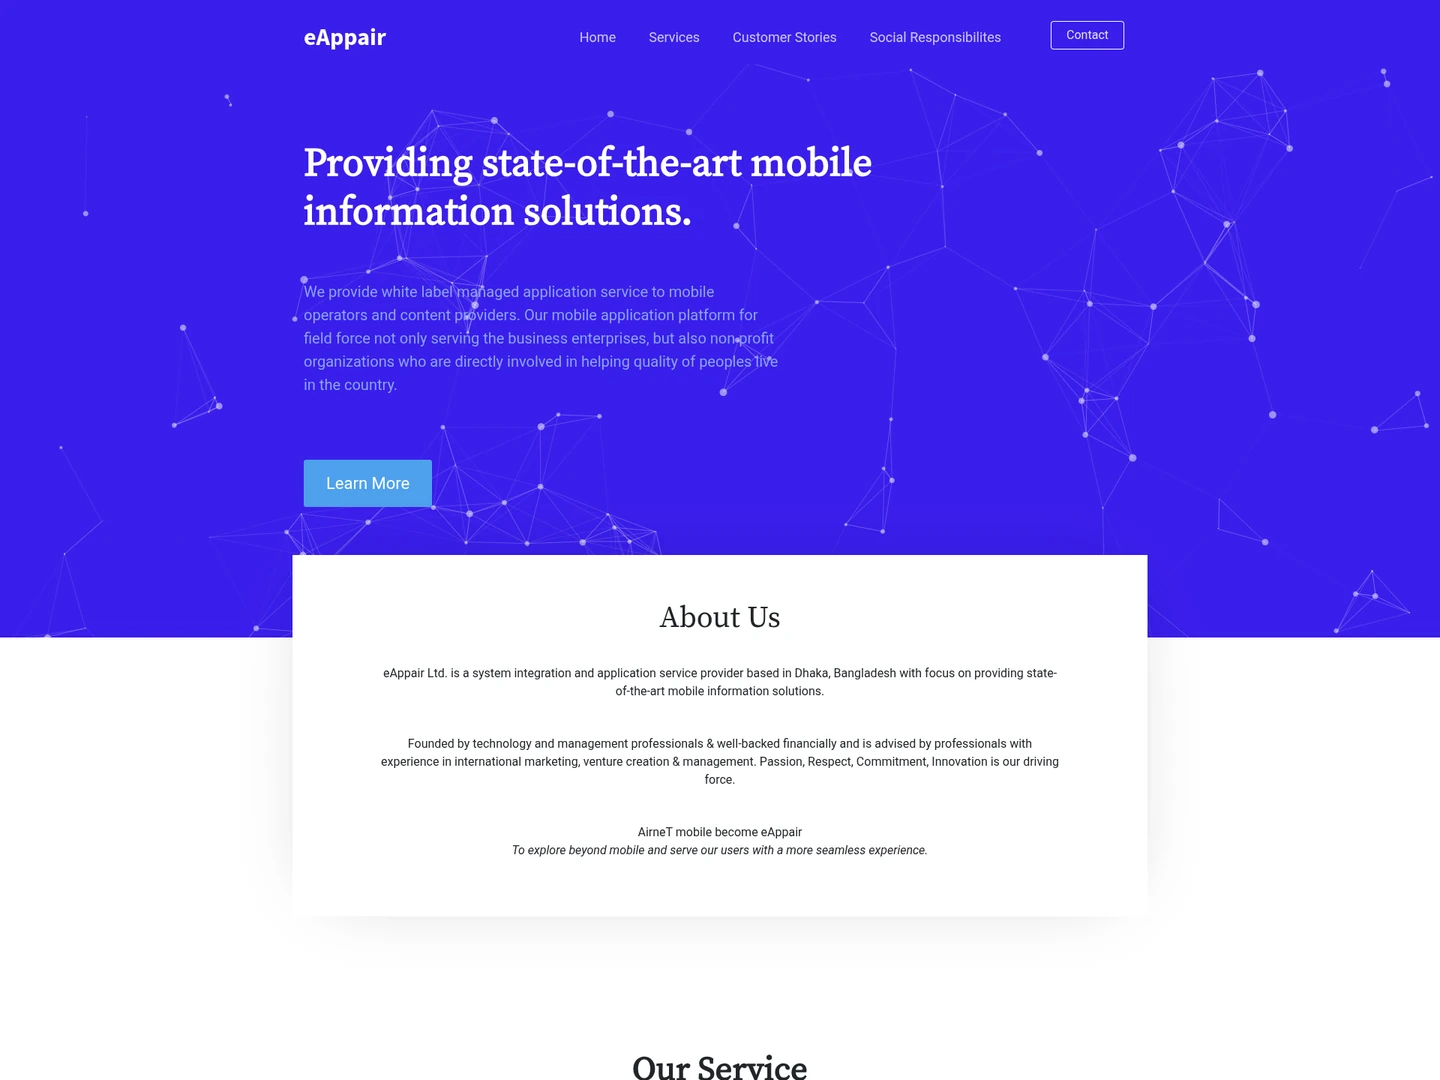 eAppair
Home
Services
Customer Stories
Social Responsibilites
Contact
Providing state-of-the-art mobile
information solutions.
We provide white label managed application service to mobile
operators and content providers. Our mobile application platform for
field force not only serving the business enterprises, but also non-profit
organizations who are directly involved in helping quality of peoples live
in the country.
Learn More
About Us
eAppair Ltd. is a system integration and application service provider based in Dhaka, Bangladesh with focus on providing state-
of-the-art mobile information solutions.
Founded by technology and management professionals & well-backed financially and is advised by professionals with
experience in international marketing, venture creation & management. Passion, Respect, Commitment, Innovation is our driving
force.
AirneT mobile become eAppair
To explore beyond mobile and serve our users with a more seamless experience.
Our Service